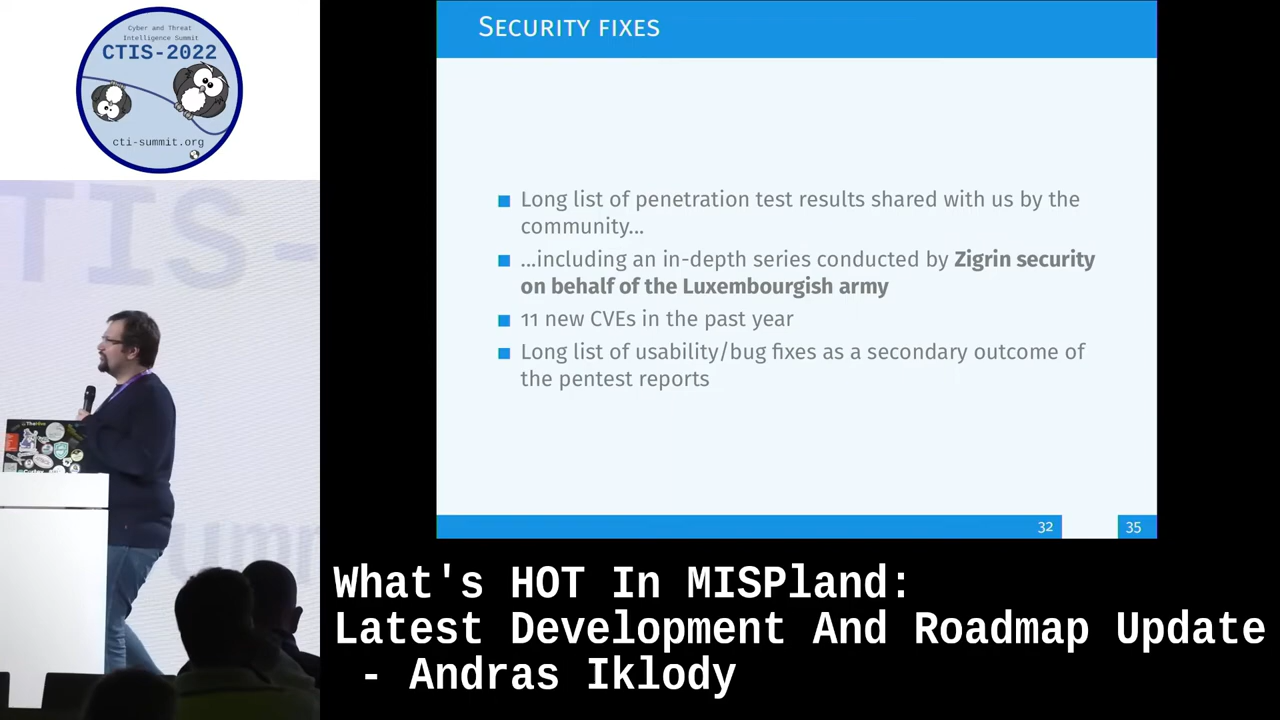 Cyber and Threat
Intelligence Summit
CTIS-2022
cti-summit.org
TIS-
SECURITY FIXES
■ Long list of penetration test results shared with us by the
community...
■ ...including an in-depth series conducted by Zigrin security
on behalf of the Luxembourgish army
■ 11 new CVEs in the past year
■ Long list of usability/bug fixes as a secondary outcome of
the pentest reports
32 35
TheHive
What's HOT In MISPland:
Latest Development And Roadmap Update
- Andras Iklody